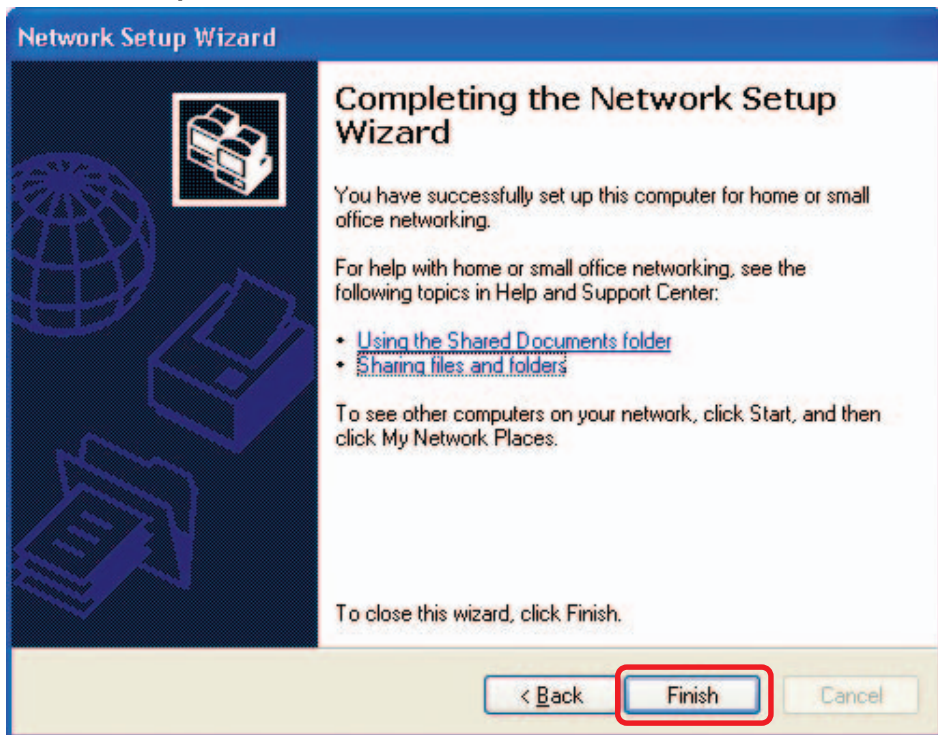 Network Setup Wizard
Completing the Network Setup
Wizard
You have successfully set up this computer for home or small
office networking.
For help with home or small office networking, see the
following topics in Help and Support Center:
• Using the Shared Documents folder
• Sharing files and folders
To see other computers on your network, click Start, and then
click My Network Places.
To close this wizard, click Finish.
< Back Finish Cancel